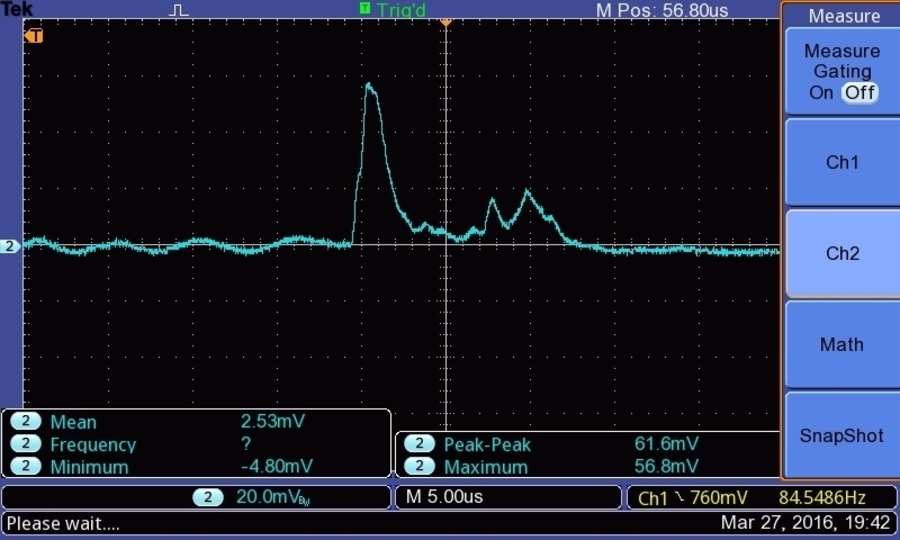 Tek
T Trig'd
M Pos: 56.80us
Measure
T
Measure
Gating
On Off
Ch1
2
Ch2
Math
SnapShot
2 Mean 2.53mV
2 Frequency ?
2 Minimum -4.80mV
2 Peak-Peak 61.6mV
2 Maximum 56.8mV
2 20.0mVBW
M 5.00us
Ch1 760mV 84.5486Hz
Please wait....
Mar 27, 2016, 19:42